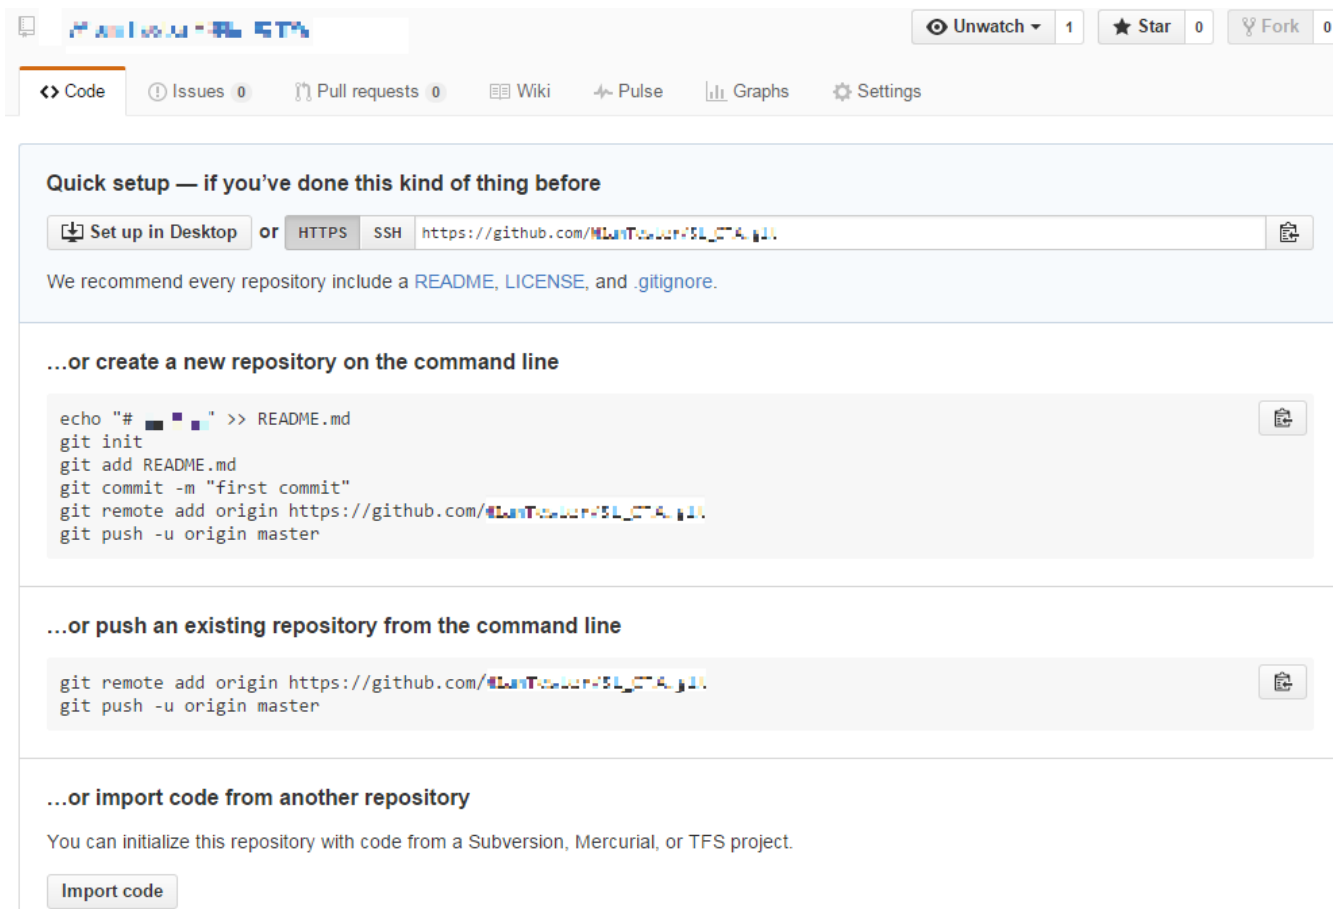 Unwatch 1 Star 0 Fork 0
Code Issues 0 Pull requests 0 Wiki Pulse Graphs Settings
Quick setup — if you've done this kind of thing before
Set up in Desktop or HTTPS SSH https://github.com/
We recommend every repository include a README, LICENSE, and .gitignore.
…or create a new repository on the command line
echo "# " >> README.md
git init
git add README.md
git commit -m "first commit"
git remote add origin https://github.com/
git push -u origin master
…or push an existing repository from the command line
git remote add origin https://github.com/
git push -u origin master
…or import code from another repository
You can initialize this repository with code from a Subversion, Mercurial, or TFS project.
Import code